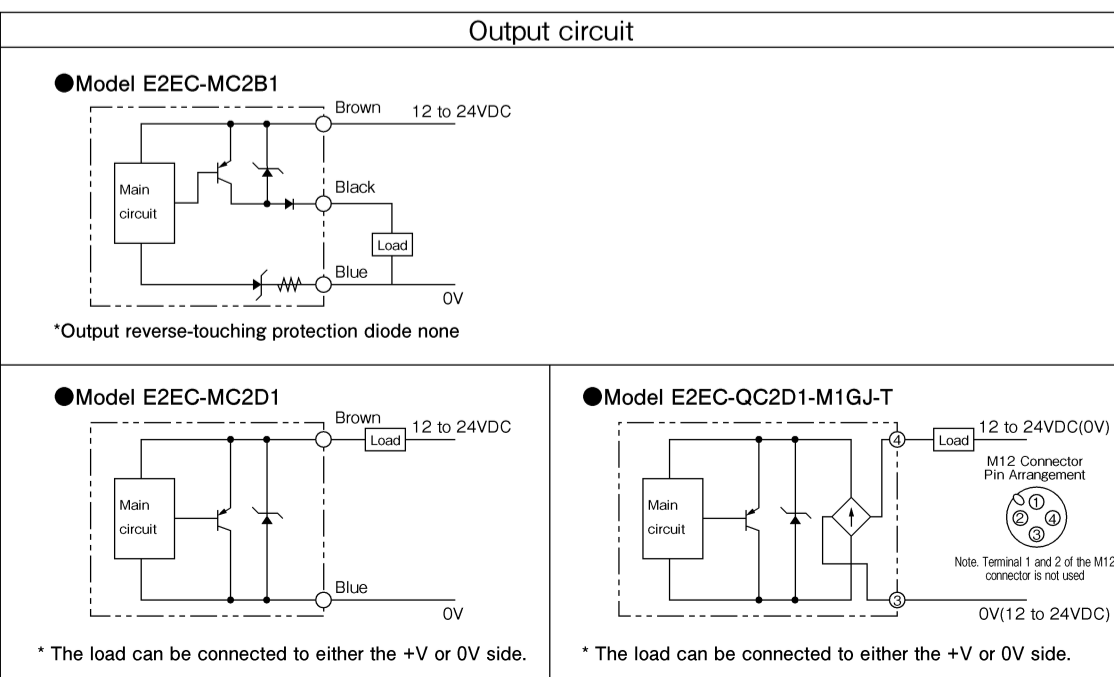 Output circuit
●Model E2EC-MC2B1
Brown 12 to 24VDC
Main
circuit
Black
Load
Blue
0V
*Output reverse-touching protection diode none
●Model E2EC-MC2D1
Brown 12 to 24VDC
Load
Main
circuit
Blue
0V
* The load can be connected to either the +V or 0V side.
●Model E2EC-QC2D1-M1GJ-T
④ Load 12 to 24VDC(0V)
M12 Connector
Pin Arrangement
Main
circuit
①
② ④
③
Note. Terminal 1 and 2 of the M12
connector is not used
③
0V(12 to 24VDC)
* The load can be connected to either the +V or 0V side.